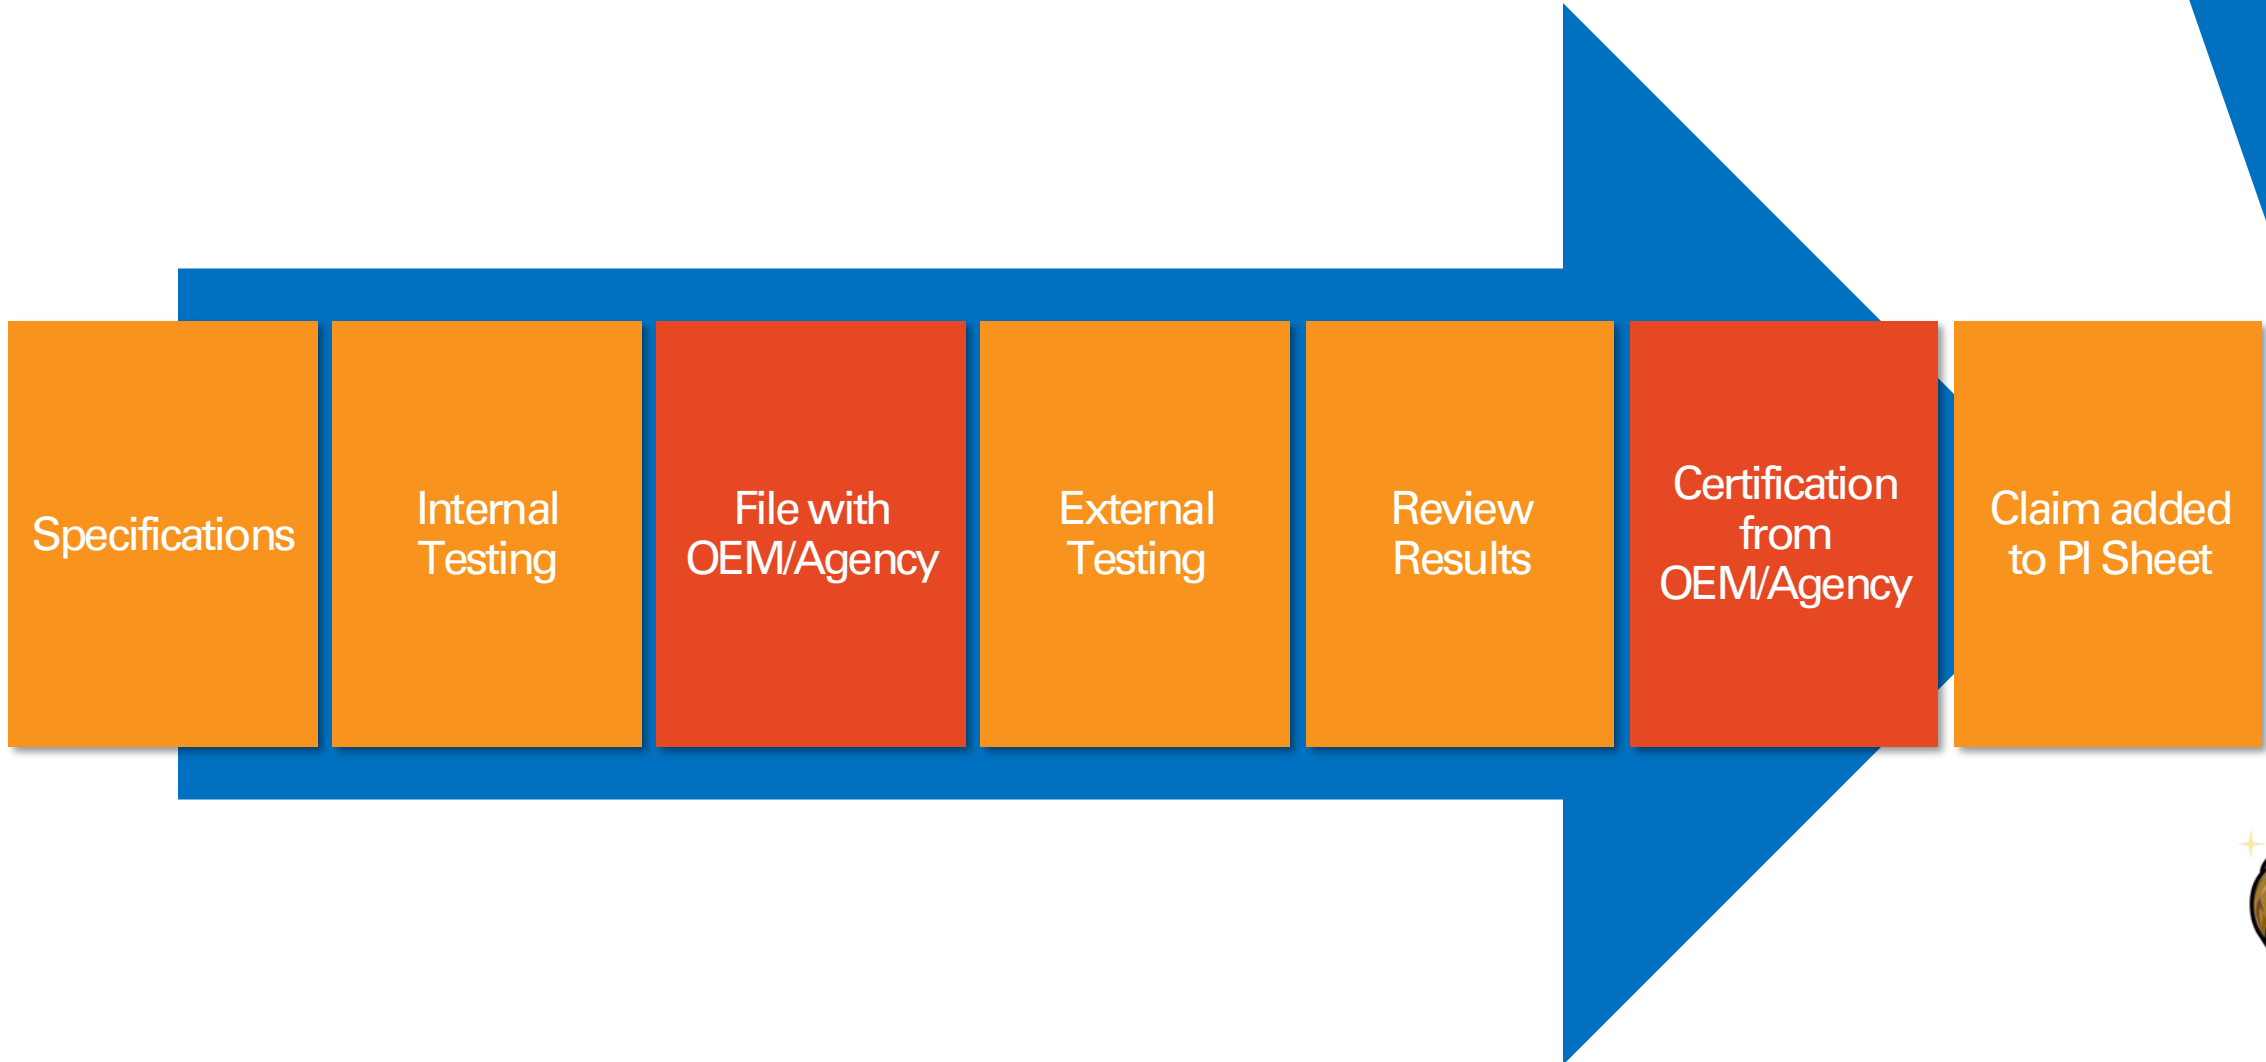 Specifications
Internal
Testing
File with
OEM/Agency
External
Testing
Review
Results
Certification
from
OEM/Agency
Claim added
to PI Sheet